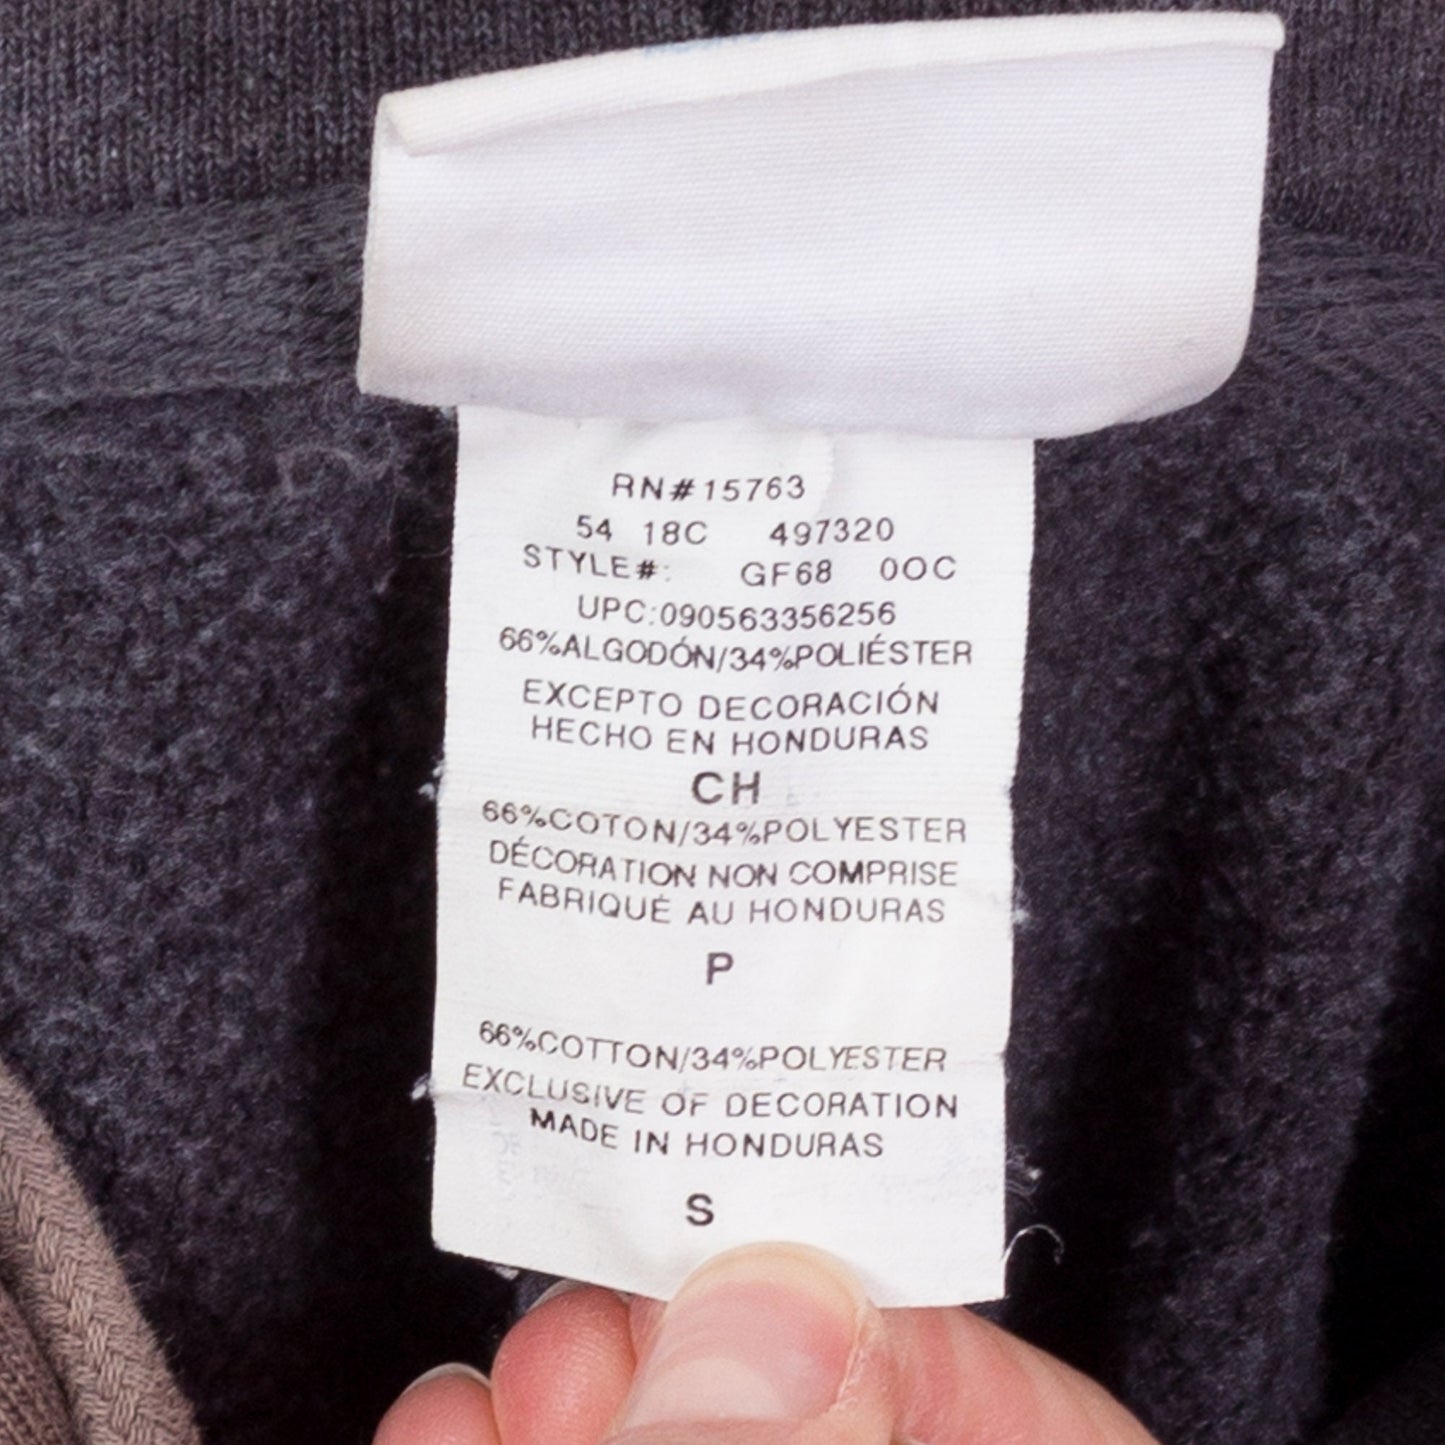 RN#15763
54 18C 497320
STYLE#: GF68 00C
UPC:090563356256
66%ALGODÓN/34%POLIÉSTER
EXCEPTO DECORACIÓN
HECHO EN HONDURAS
CH
66%COTON/34%POLYESTER
DÉCORATION NON COMPRISE
FABRIQUÉ AU HONDURAS
P
66%COTTON/34%POLYESTER
EXCLUSIVE OF DECORATION
MADE IN HONDURAS
S